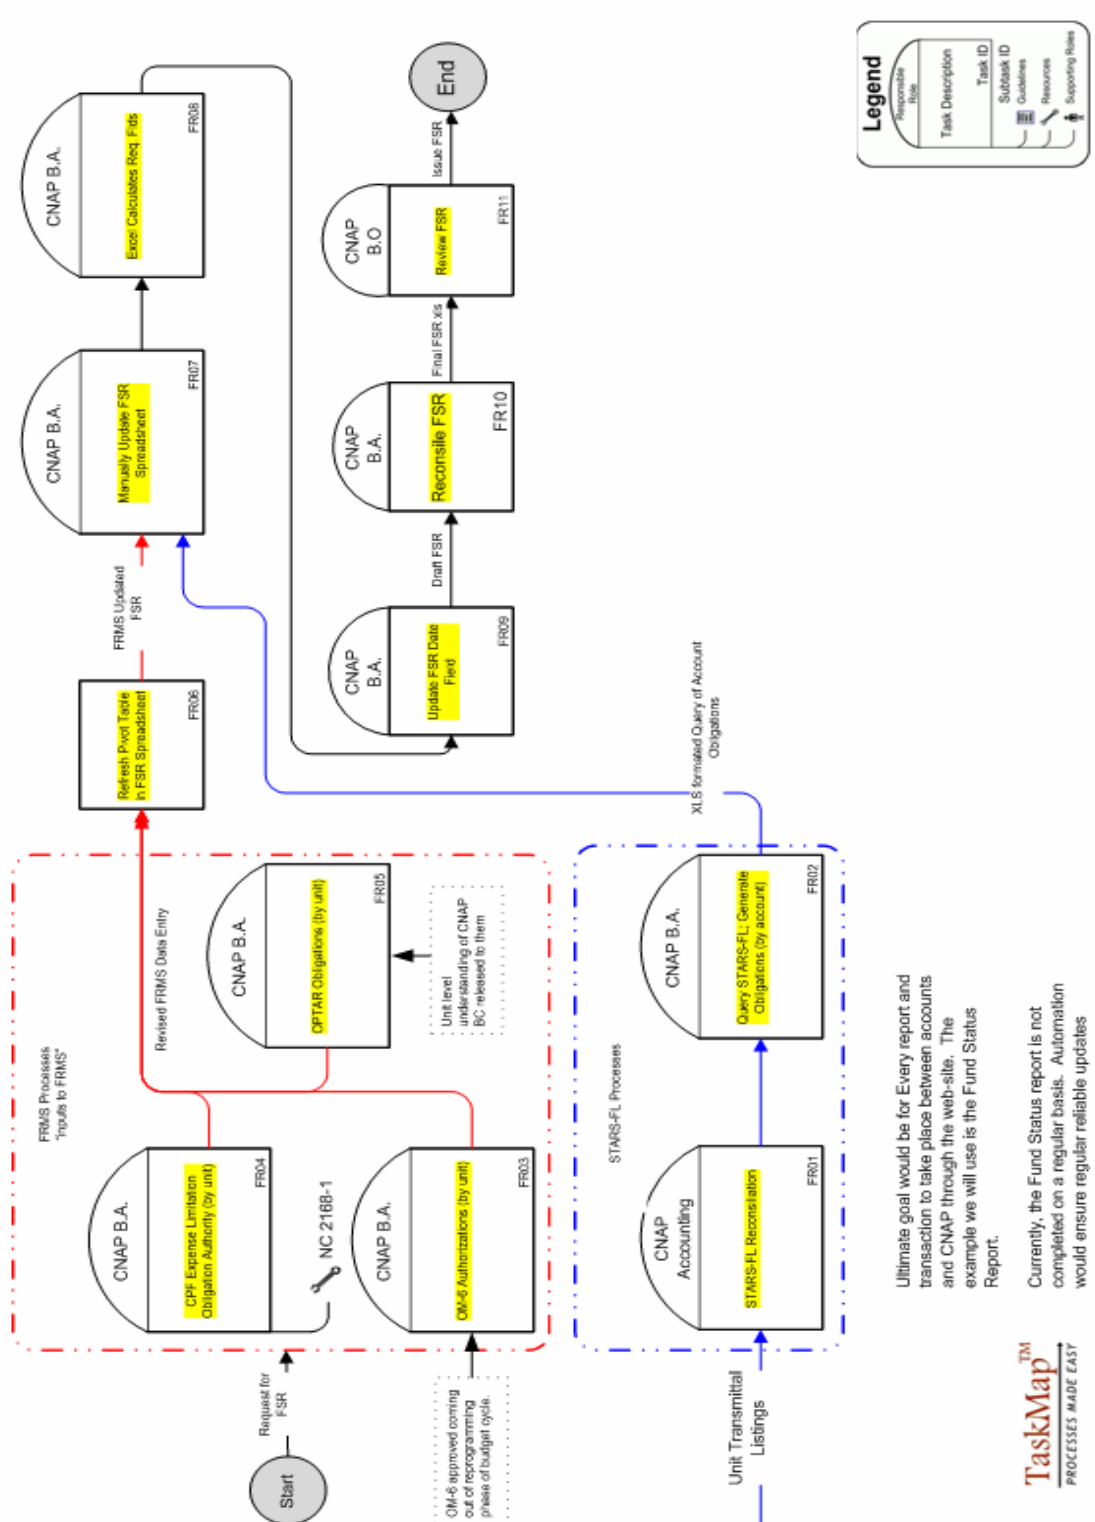 Start
Request for
FSR
OM-6 approved coming
out of reprogramming
phase of budget cycle.
FRMS Processes
"Inputs to FRMS"
CNAP B.A.
CPF Expense Limitation
Obligation Authority (by unit)
FR04
NC 2168-1
CNAP B.A.
OM-6 Authorizations (by unit)
FR03
CNAP B.A.
OPTAR Obligations (by unit)
FR05
Unit level
understanding of CNAP
BC released to them
Revised FRMS Data Entry
Refresh Pivot Table
in FSR Spreadsheet
FR06
FRMS Updated
FSR
CNAP B.A.
Manually Update FSR
Spreadsheet
FR07
CNAP B.A.
Excel Calculates Req. Flds
FR08
CNAP
B.A.
Update FSR Date
Field
FR09
Draft FSR
CNAP
B.A.
Reconsile FSR
FR10
Final FSR xls
CNAP
B.O
Review FSR
FR11
Issue FSR
End
Unit Transmittal
Listings
STARS-FL Processes
CNAP
Accounting
STARS-FL Reconciliation
FR01
CNAP B.A.
Query STARS-FL; Generate
Obligations (by account)
FR02
XLS formated Query of Account
Obligations
Ultimate goal would be for Every report and
transaction to take place between accounts
and CNAP through the web-site. The
example we will use is the Fund Status
Report.
Currently, the Fund Status report is not
completed on a regular basis. Automation
would ensure regular reliable updates
TaskMap™
PROCESSES MADE EASY
Legend
Responsible
Role
Task Description
Task ID
Subtask ID
Guidelines
Resources
Supporting Roles